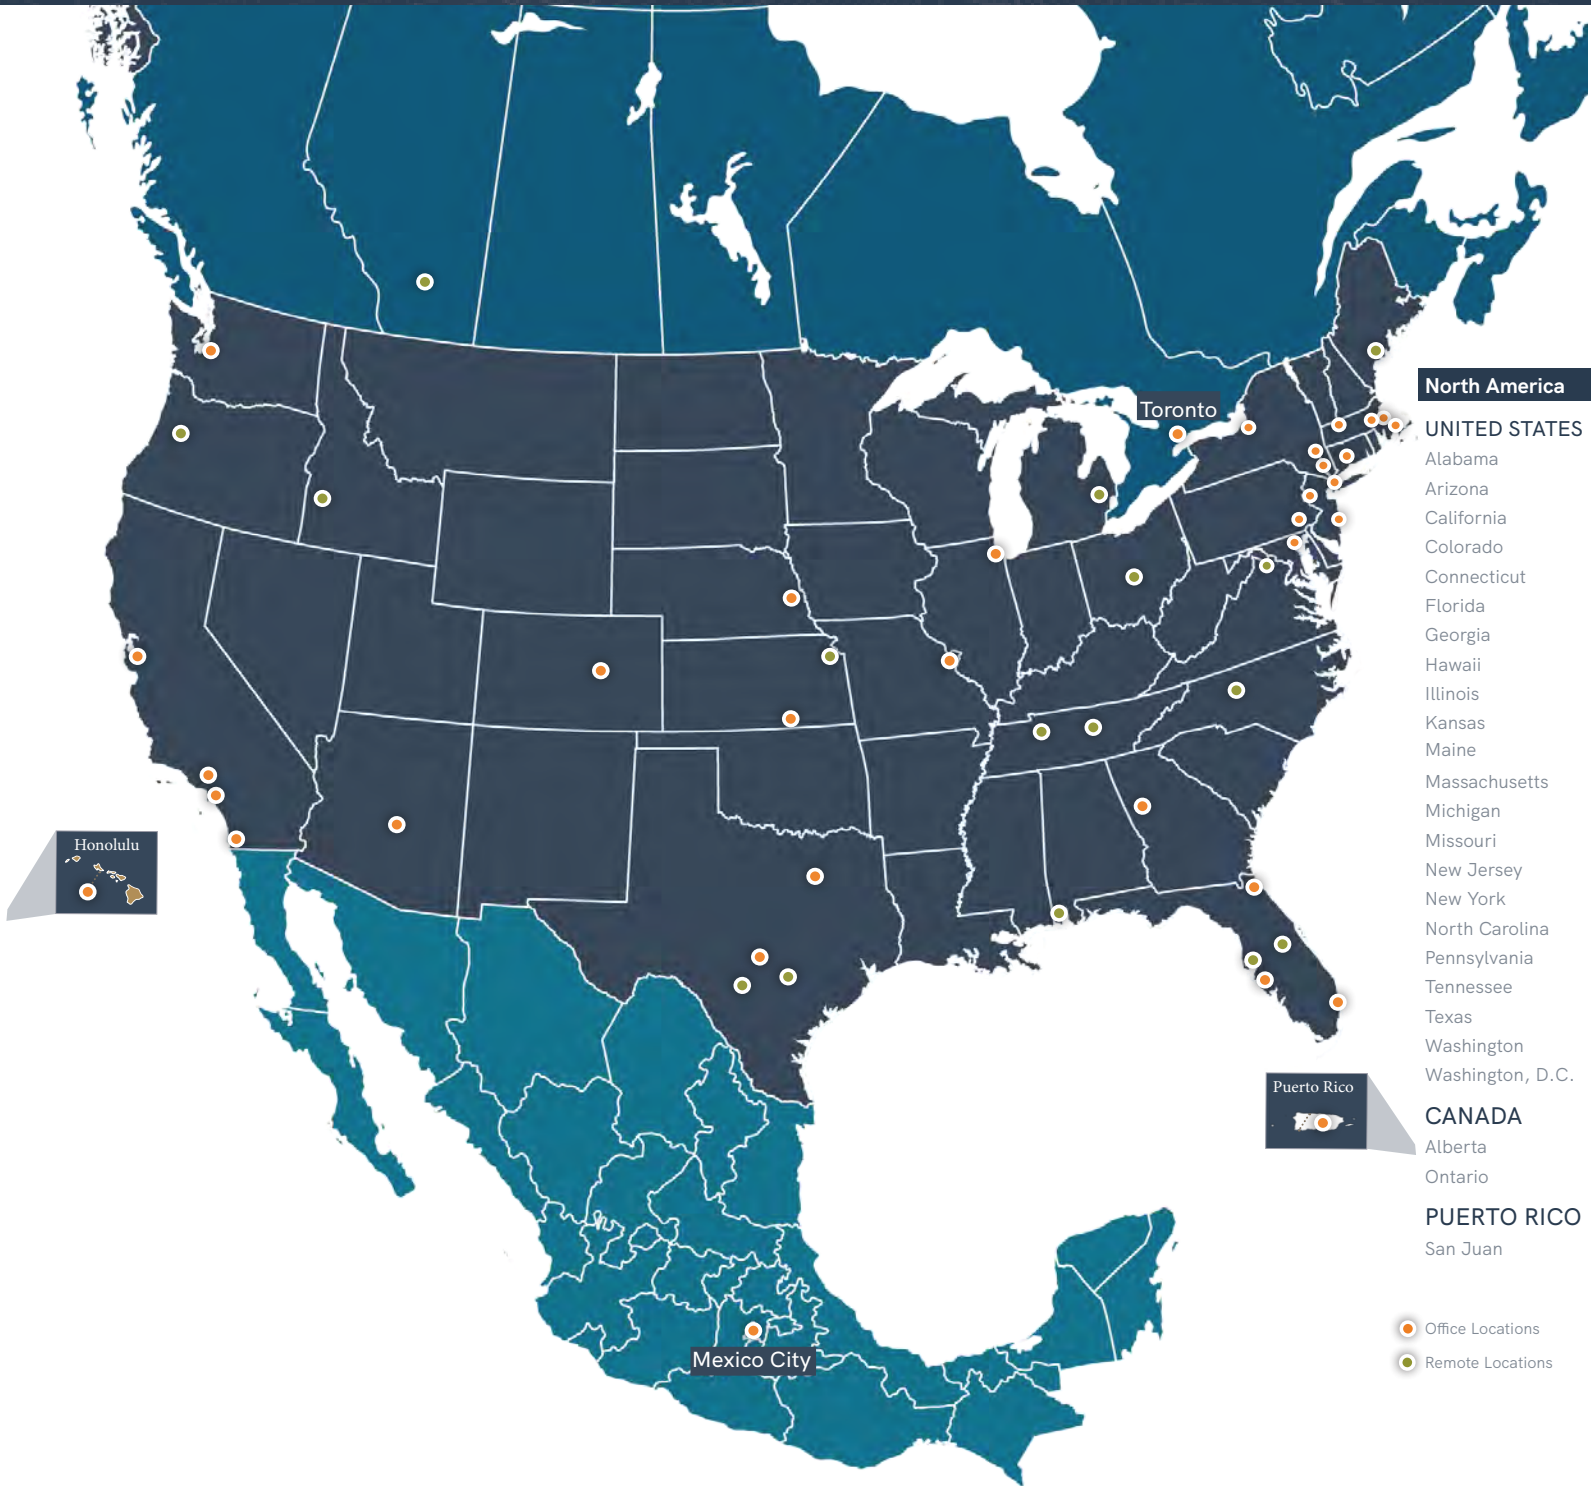 Toronto
Honolulu
Puerto Rico
Mexico City
North America
UNITED STATES
Alabama
Arizona
California
Colorado
Connecticut
Florida
Georgia
Hawaii
Illinois
Kansas
Maine
Massachusetts
Michigan
Missouri
New Jersey
New York
North Carolina
Pennsylvania
Tennessee
Texas
Washington
Washington, D.C.
CANADA
Alberta
Ontario
PUERTO RICO
San Juan
Office Locations
Remote Locations